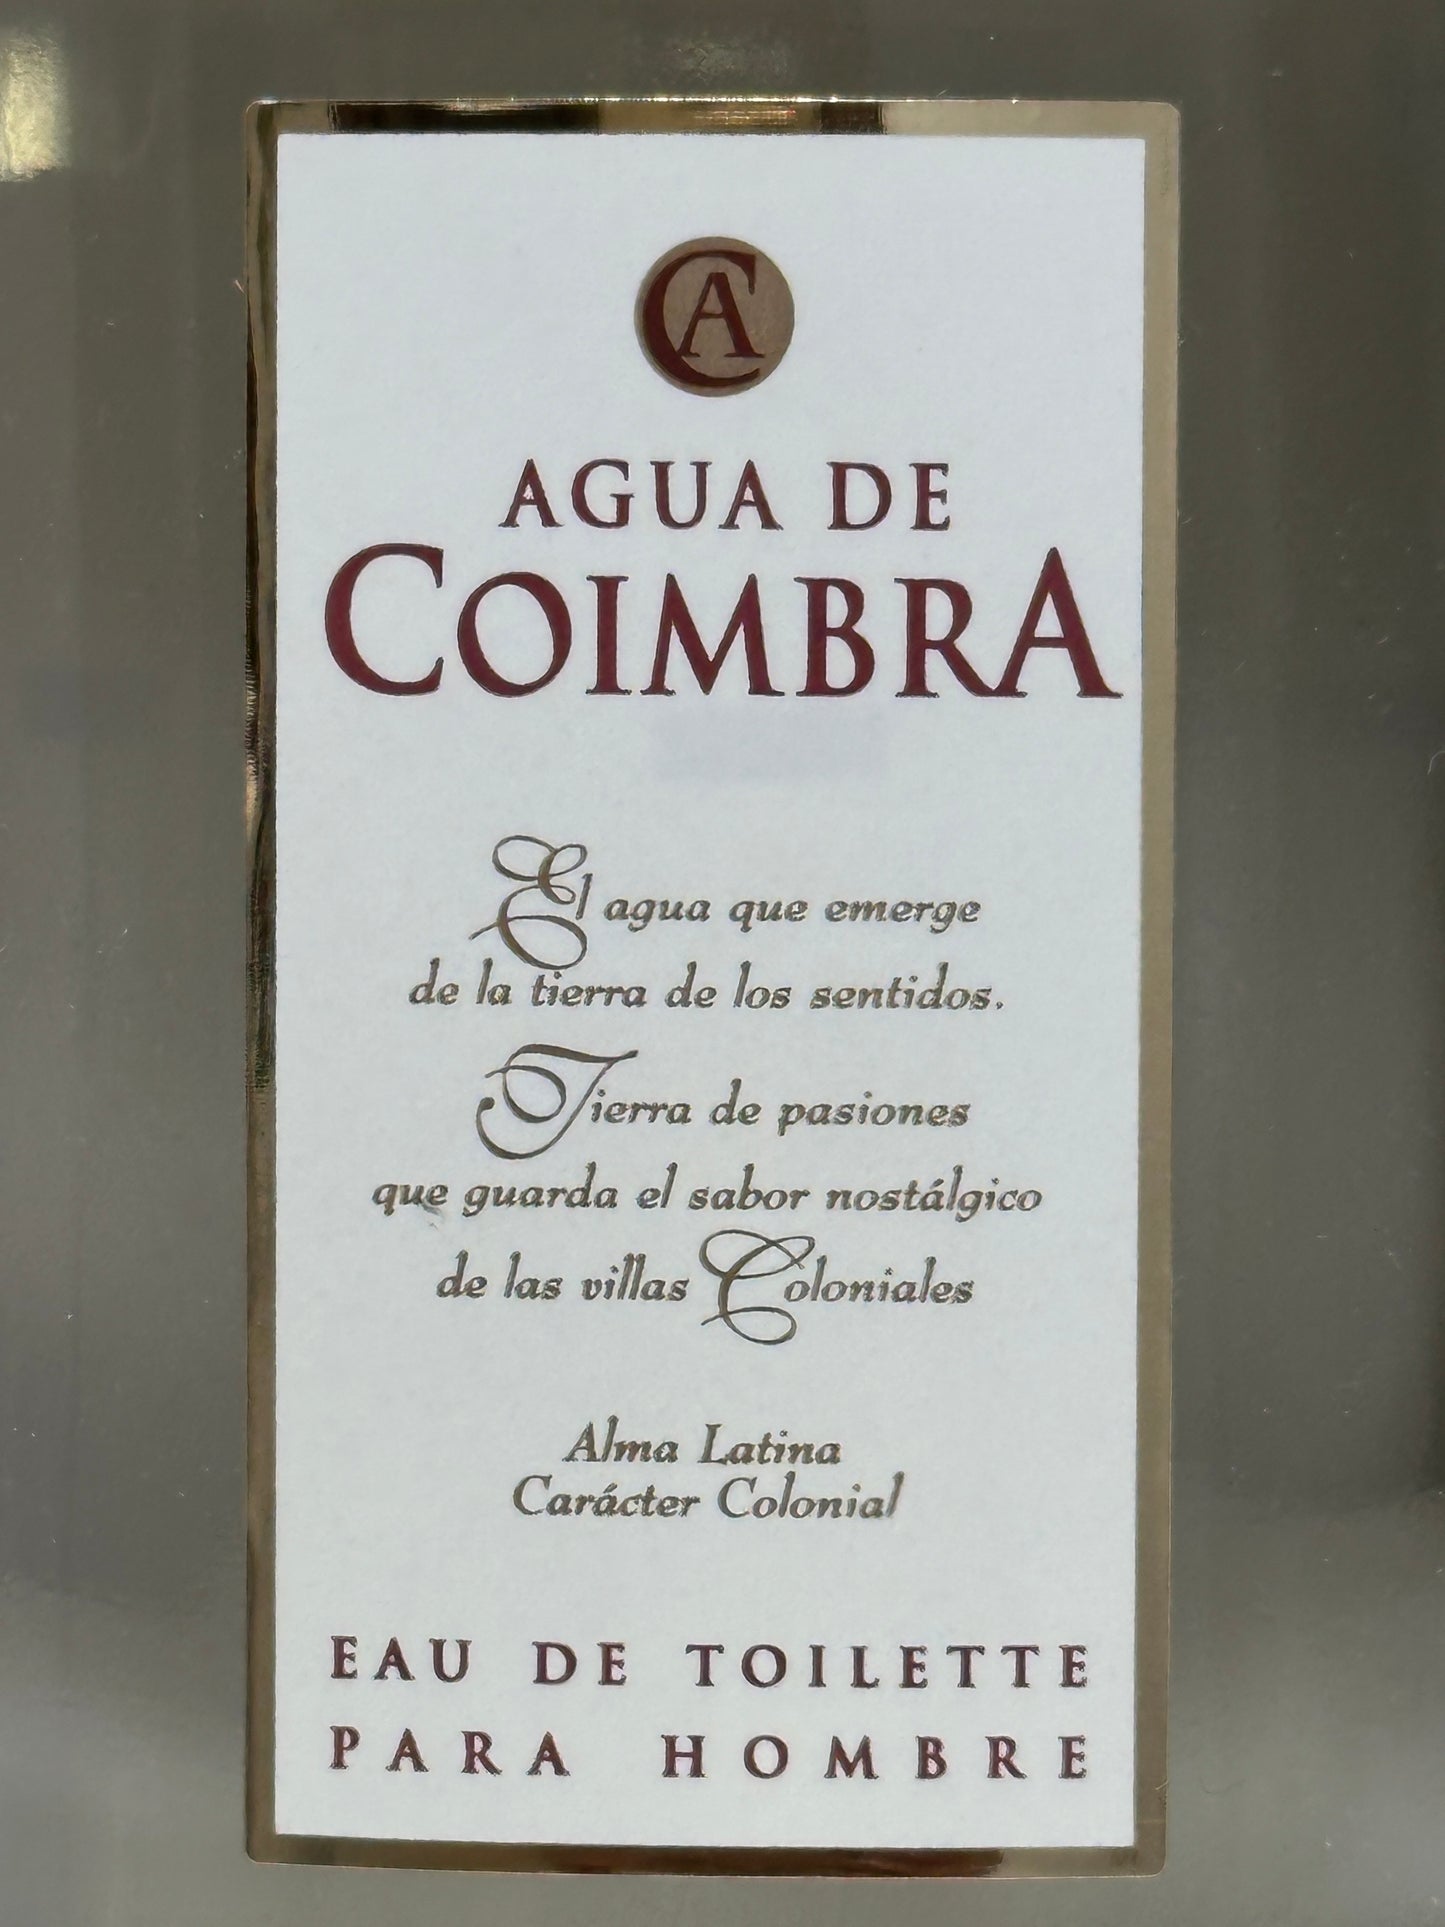 CA
AGUA DE
COIMBRA
El agua que emerge
de la tierra de los sentidos.
Tierra de pasiones
que guarda el sabor nostálgico
de las villas Coloniales
Alma Latina
Carácter Colonial
EAU DE TOILETTE
PARA HOMBRE